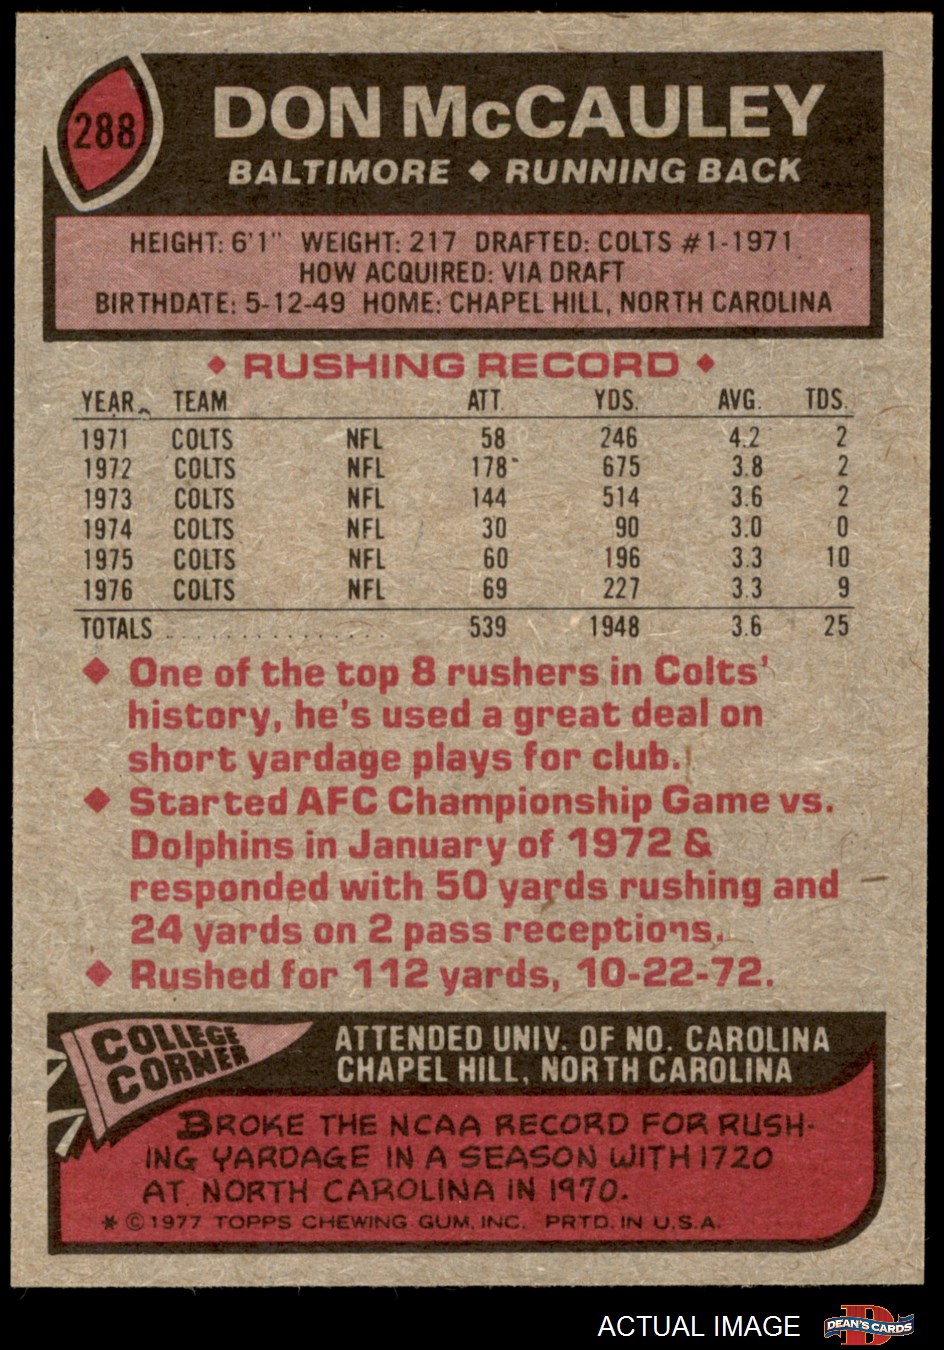 288
DON McCAULEY
BALTIMORE ◆ RUNNING BACK
HEIGHT: 6'1" WEIGHT: 217 DRAFTED: COLTS #1-1971
HOW ACQUIRED: VIA DRAFT
BIRTHDATE: 5-12-49 HOME: CHAPEL HILL, NORTH CAROLINA
◆ RUSHING RECORD ◆
YEAR TEAM ATT. YDS. AVG. TDS.
1971 COLTS NFL 58 246 4.2 2
1972 COLTS NFL 178 675 3.8 2
1973 COLTS NFL 144 514 3.6 2
1974 COLTS NFL 30 90 3.0 0
1975 COLTS NFL 60 196 3.3 10
1976 COLTS NFL 69 227 3.3 9
TOTALS . . . . . . . . . . . . . . . 539 1948 3.6 25
◆ One of the top 8 rushers in Colts'
history, he's used a great deal on
short yardage plays for club.
◆ Started AFC Championship Game vs.
Dolphins in January of 1972 &
responded with 50 yards rushing and
24 yards on 2 pass receptions.
◆ Rushed for 112 yards, 10-22-72.
COLLEGE
CORNER
ATTENDED UNIV. OF NO. CAROLINA
CHAPEL HILL, NORTH CAROLINA
BROKE THE NCAA RECORD FOR RUSH-
ING YARDAGE IN A SEASON WITH 1720
AT NORTH CAROLINA IN 1970.
* © 1977 TOPPS CHEWING GUM, INC. PRTD. IN U.S.A.
ACTUAL IMAGE
D
DEAN'S CARDS